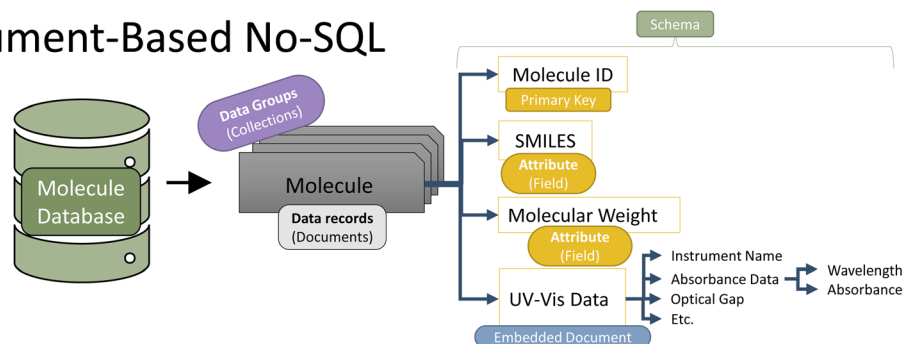 ument-Based No-SQL
Schema
Data Groups
(Collections)
Molecule
Database
Molecule
Data records
(Documents)
Molecule ID
Primary Key
SMILES
Attribute
(Field)
Molecular Weight
Attribute
(Field)
UV-Vis Data
Embedded Document
Instrument Name
Absorbance Data
Optical Gap
Etc.
Wavelength
Absorbance